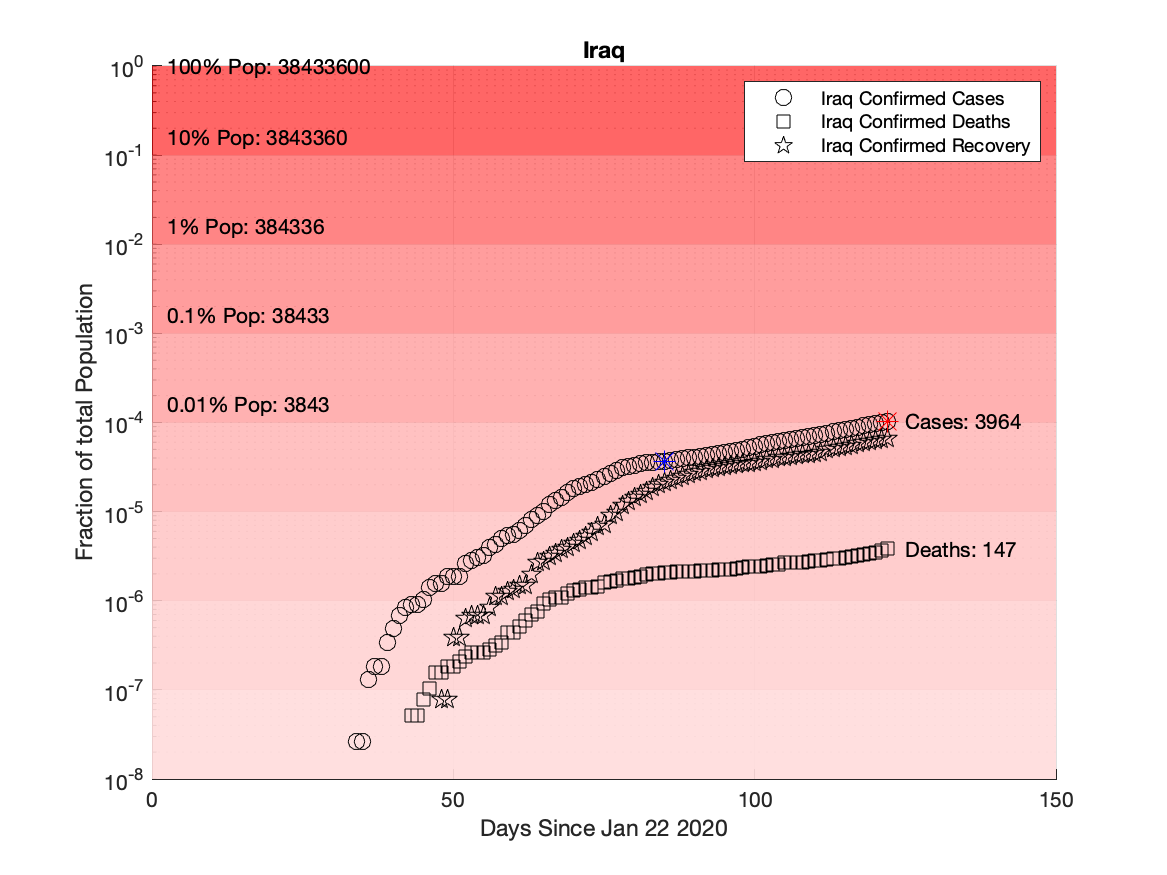 Iraq
10^0
100% Pop: 38433600
Iraq Confirmed Cases
Iraq Confirmed Deaths
Iraq Confirmed Recovery
10% Pop: 3843360
10^-1
1% Pop: 384336
10^-2
0.1% Pop: 38433
10^-3
0.01% Pop: 3843
10^-4
Cases: 3964
10^-5
Deaths: 147
10^-6
10^-7
10^-8
Fraction of total Population
0 50 100 150
Days Since Jan 22 2020